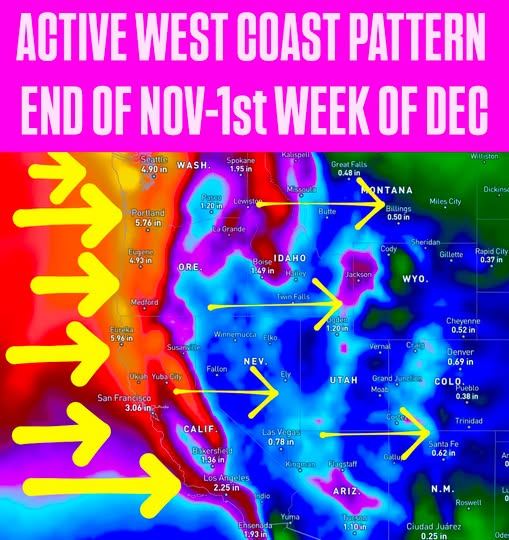 ACTIVE WEST COAST PATTERN
END OF NOV-1st WEEK OF DEC
Seattle
4.90 in
WASH.
Spokane
1.95 in
Kalispell
Great Falls
0.48 in
Williston
Missoula
MONTANA
Pasco
1.20 in
Lewiston
Billings
0.50 in
Miles City
Dickins
Portland
5.76 in
Butte
La Grande
Eugene
4.93 in
ORE.
Boise
1.49 in
IDAHO
Hailey
Cody
Sheridan
Gillette
Rapid City
0.37 in
Jackson
WYO.
Medford
Twin Falls
Ogden
1.20 in
Cheyenne
0.52 in
Eureka
5.96 in
Susanville
Winnemucca
Elko
Vernal
Craig
Denver
0.69 in
Ukiah
Yuba City
Fallon
NEV.
Ely
UTAH
Grand Junction
Moab
COLO.
Pueblo
0.38 in
San Francisco
3.06 in
CALIF.
Las Vegas
0.78 in
Trinidad
Bakersfield
1.36 in
Santa Fe
0.62 in
Kingman
Flagstaff
Gallup
Los Angeles
2.25 in
Indio
ARIZ.
N.M.
Roswell
Yuma
Tucson
1.10 in
Ensenada
1.93 in
Ciudad Juárez
0.25 in